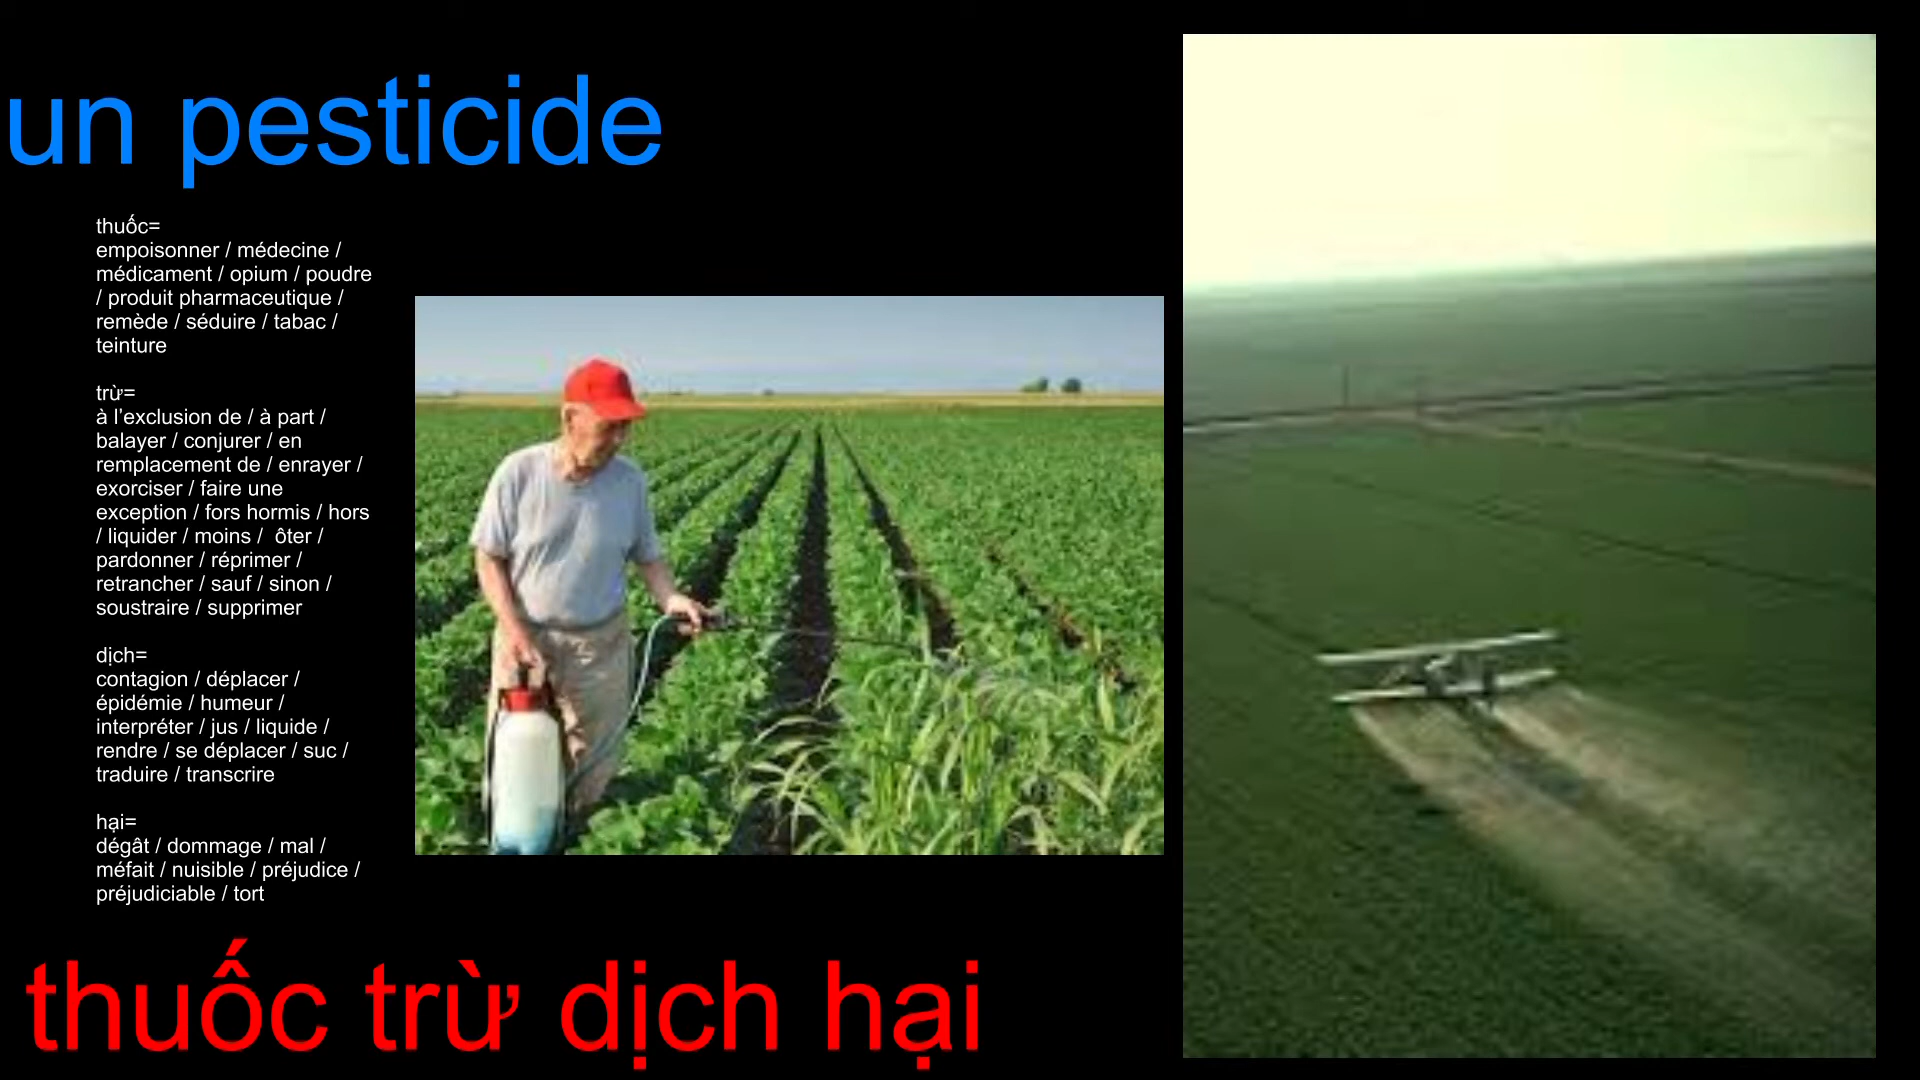 un pesticide
thuốc=
empoisonner / médecine /
médicament / opium / poudre
/ produit pharmaceutique /
remède / séduire / tabac /
teinture
trừ=
à l’exclusion de / à part /
balayer / conjurer / en
remplacement de / enrayer /
exorciser / faire une
exception / fors hormis / hors
/ liquider / moins /  ôter /
pardonner / réprimer /
retrancher / sauf / sinon /
soustraire / supprimer
dịch=
contagion / déplacer /
épidémie / humeur /
interpréter / jus / liquide /
rendre / se déplacer / suc /
traduire / transcrire
hại=
dégât / dommage / mal /
méfait / nuisible / préjudice /
préjudiciable / tort
thuốc trừ dịch hại